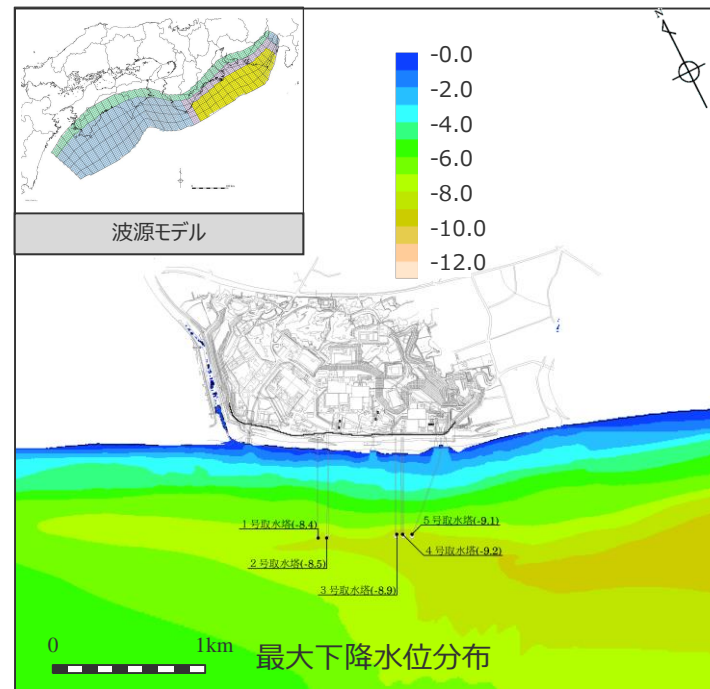 波源モデル
N
-0.0
-2.0
-4.0
-6.0
-8.0
-10.0
-12.0
1号取水塔(-8.4)
5号取水塔(-9.1)
2号取水塔(-8.5)
4号取水塔(-9.2)
3号取水塔(-8.9)
0 1km
最大下降水位分布